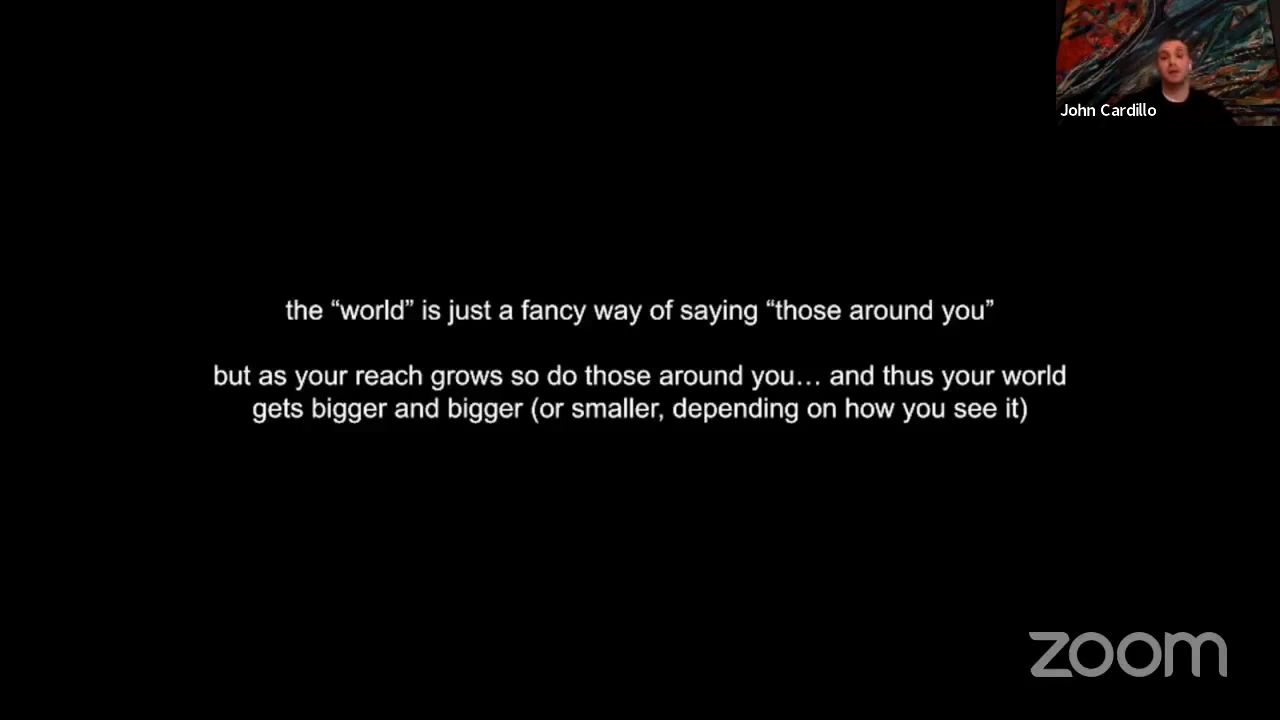 John Cardillo
the “world” is just a fancy way of saying “those around you”
but as your reach grows so do those around you… and thus your world
gets bigger and bigger (or smaller, depending on how you see it)
zoom